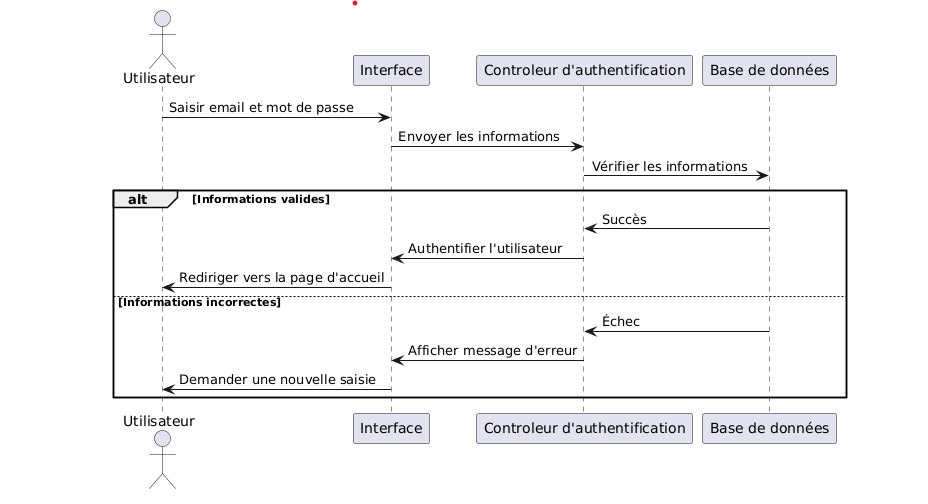 Utilisateur
Interface
Controleur d'authentification
Base de données
Saisir email et mot de passe
Envoyer les informations
Vérifier les informations
alt [Informations valides]
Succès
Authentifier l'utilisateur
Rediriger vers la page d'accueil
[Informations incorrectes]
Échec
Afficher message d'erreur
Demander une nouvelle saisie
Utilisateur
Interface
Controleur d'authentification
Base de données